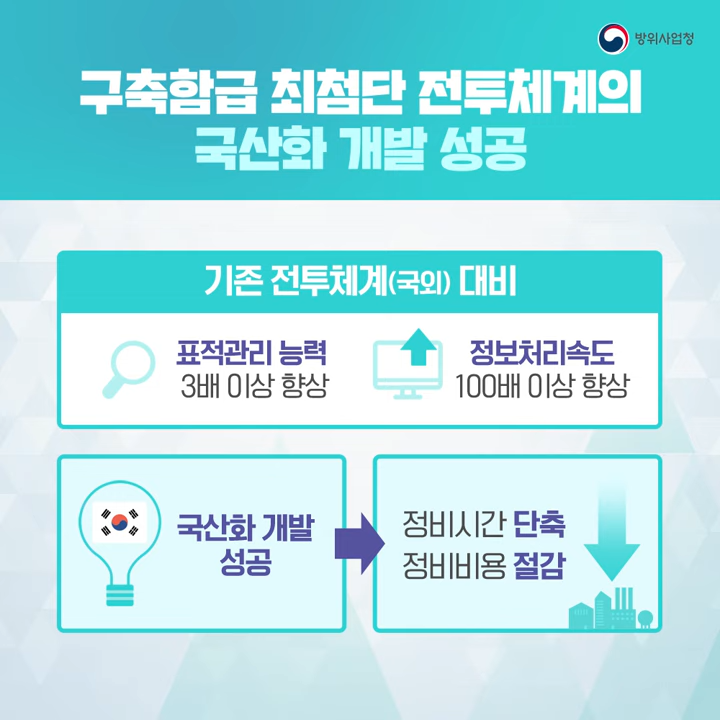 방위사업청
구축함급 최첨단 전투체계의
국산화 개발 성공
기존 전투체계(국외) 대비
표적관리 능력
3배 이상 향상
정보처리속도
100배 이상 향상
국산화 개발
성공
정비시간 단축
정비비용 절감